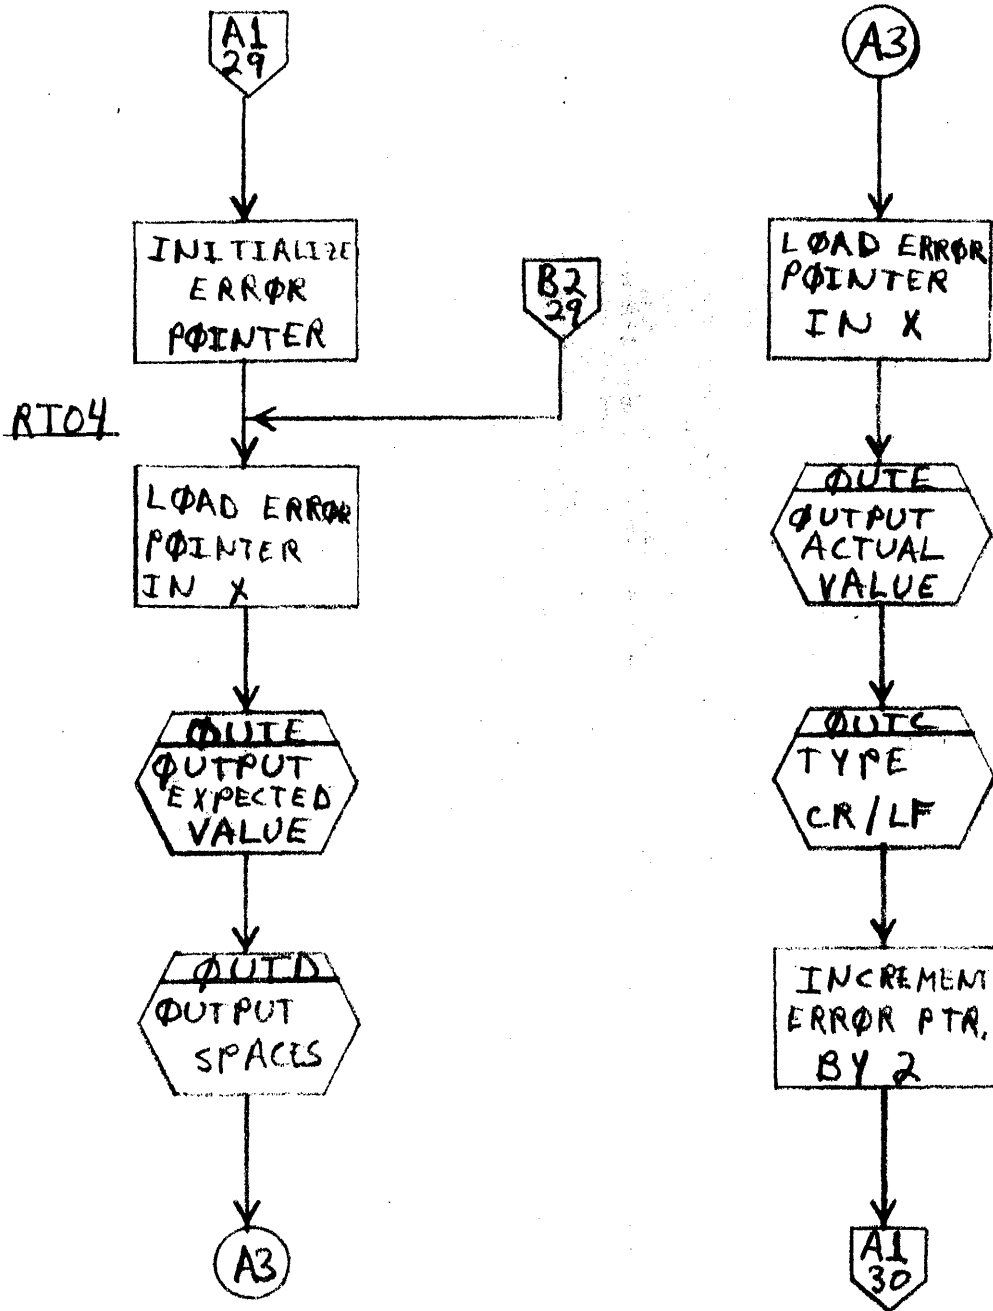 A1
29
INITIALIZE
ERRØR
PØINTER
B2
29
RT04
LØAD ERRØR
PØINTER
IN X
ØUTE
ØUTPUT
EXPECTED
VALUE
ØUTD
ØUTPUT
SPACES
A3
A3
LØAD ERRØR
PØINTER
IN X
ØUTE
ØUTPUT
ACTUAL
VALUE
ØUTC
TYPE
CR/LF
INCREMENT
ERRØR PTR.
BY 2
A1
30